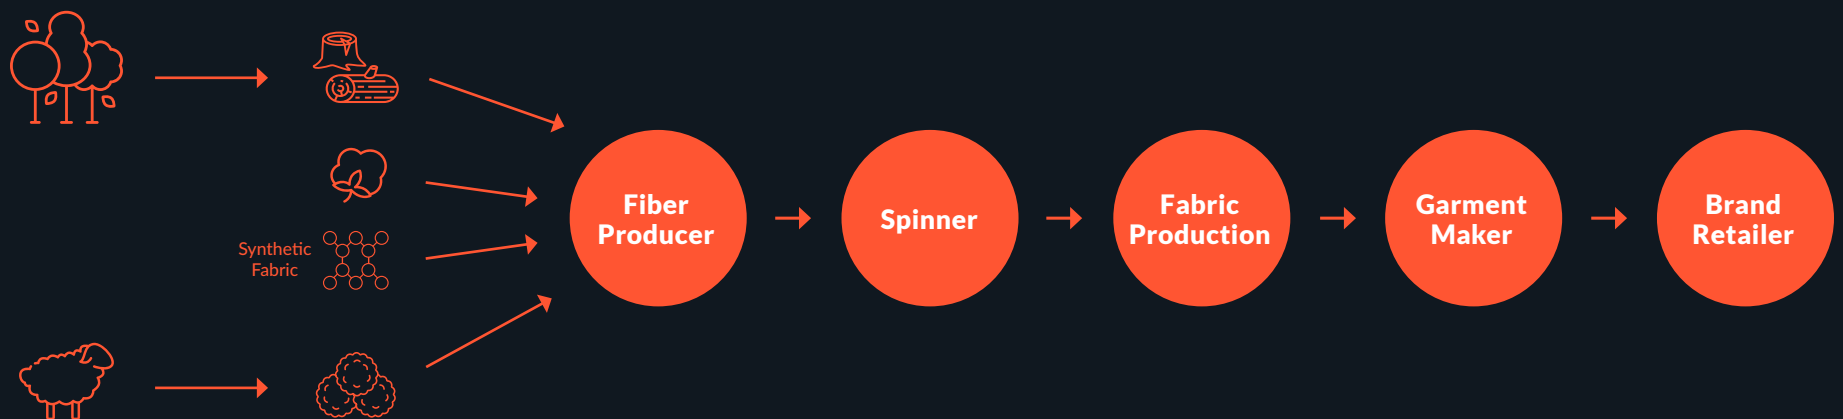 Synthetic
Fabric
Fiber
Producer
Spinner
Fabric
Production
Garment
Maker
Brand
Retailer